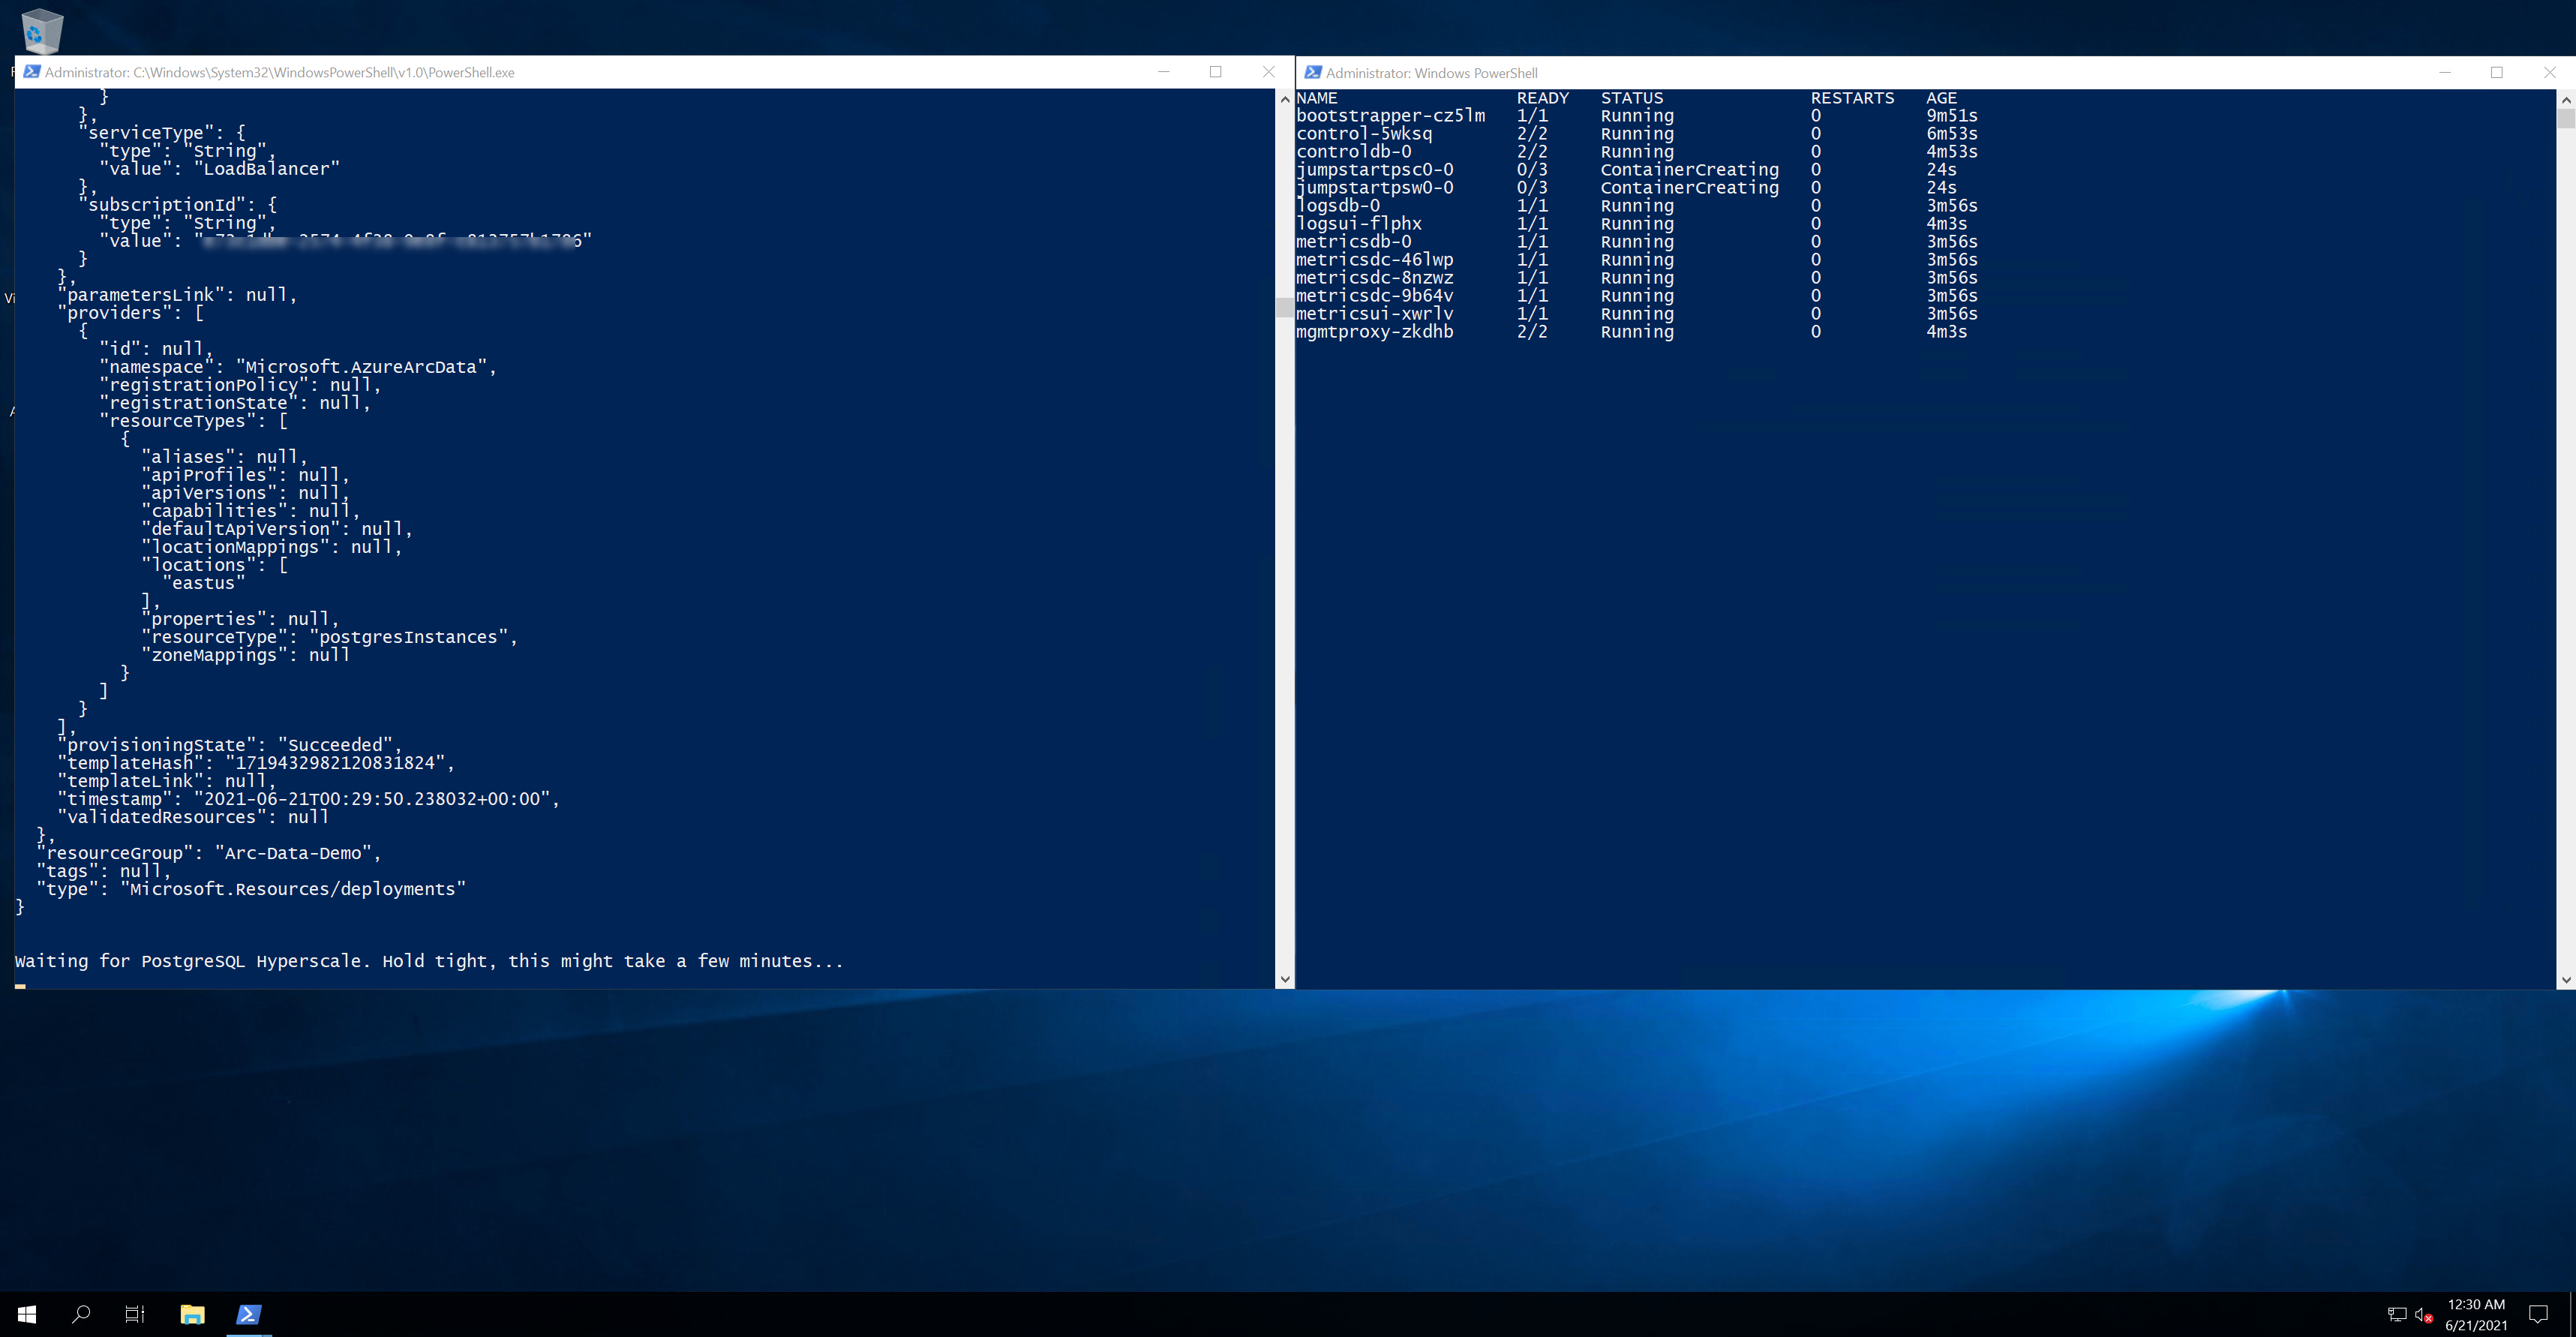 Administrator: C:\Windows\System32\WindowsPowerShell\v1.0\PowerShell.exe
}
},
"serviceType": {
"type": "String",
"value": "LoadBalancer"
},
"subscriptionId": {
"type": "String",
"value": "
}
},
"parametersLink": null,
"providers": [
{
"id": null,
"namespace": "Microsoft.AzureArcData",
"registrationPolicy": null,
"registrationState": null,
"resourceTypes": [
{
"aliases": null,
"apiProfiles": null,
"apiVersions": null,
"capabilities": null,
"defaultApiVersion": null,
"locationMappings": null,
"locations": [
"eastus"
],
"properties": null,
"resourceType": "postgresInstances",
"zoneMappings": null
}
]
}
],
"provisioningState": "Succeeded",
"templateHash": "1719432982120831824",
"templateLink": null,
"timestamp": "2021-06-21T00:29:50.238032+00:00",
"validatedResources": null
},
"resourceGroup": "Arc-Data-Demo",
"tags": null,
"type": "Microsoft.Resources/deployments"
}
Waiting for PostgreSQL Hyperscale. Hold tight, this might take a few minutes...
Administrator: Windows PowerShell
NAME READY STATUS RESTARTS AGE
bootstrapper-cz5lm 1/1 Running 0 9m51s
control-5wksq 2/2 Running 0 6m53s
controldb-0 2/2 Running 0 4m53s
jumpstartpsc0-0 0/3 ContainerCreating 0 24s
jumpstartpsw0-0 0/3 ContainerCreating 0 24s
logsdb-0 1/1 Running 0 3m56s
logsui-flphx 1/1 Running 0 4m3s
metricsdb-0 1/1 Running 0 3m56s
metricsdc-46lwp 1/1 Running 0 3m56s
metricsdc-8nzwz 1/1 Running 0 3m56s
metricsdc-9b64v 1/1 Running 0 3m56s
metricsui-xwrlv 1/1 Running 0 3m56s
mgmtproxy-zkdhb 2/2 Running 0 4m3s
12:30 AM
6/21/2021